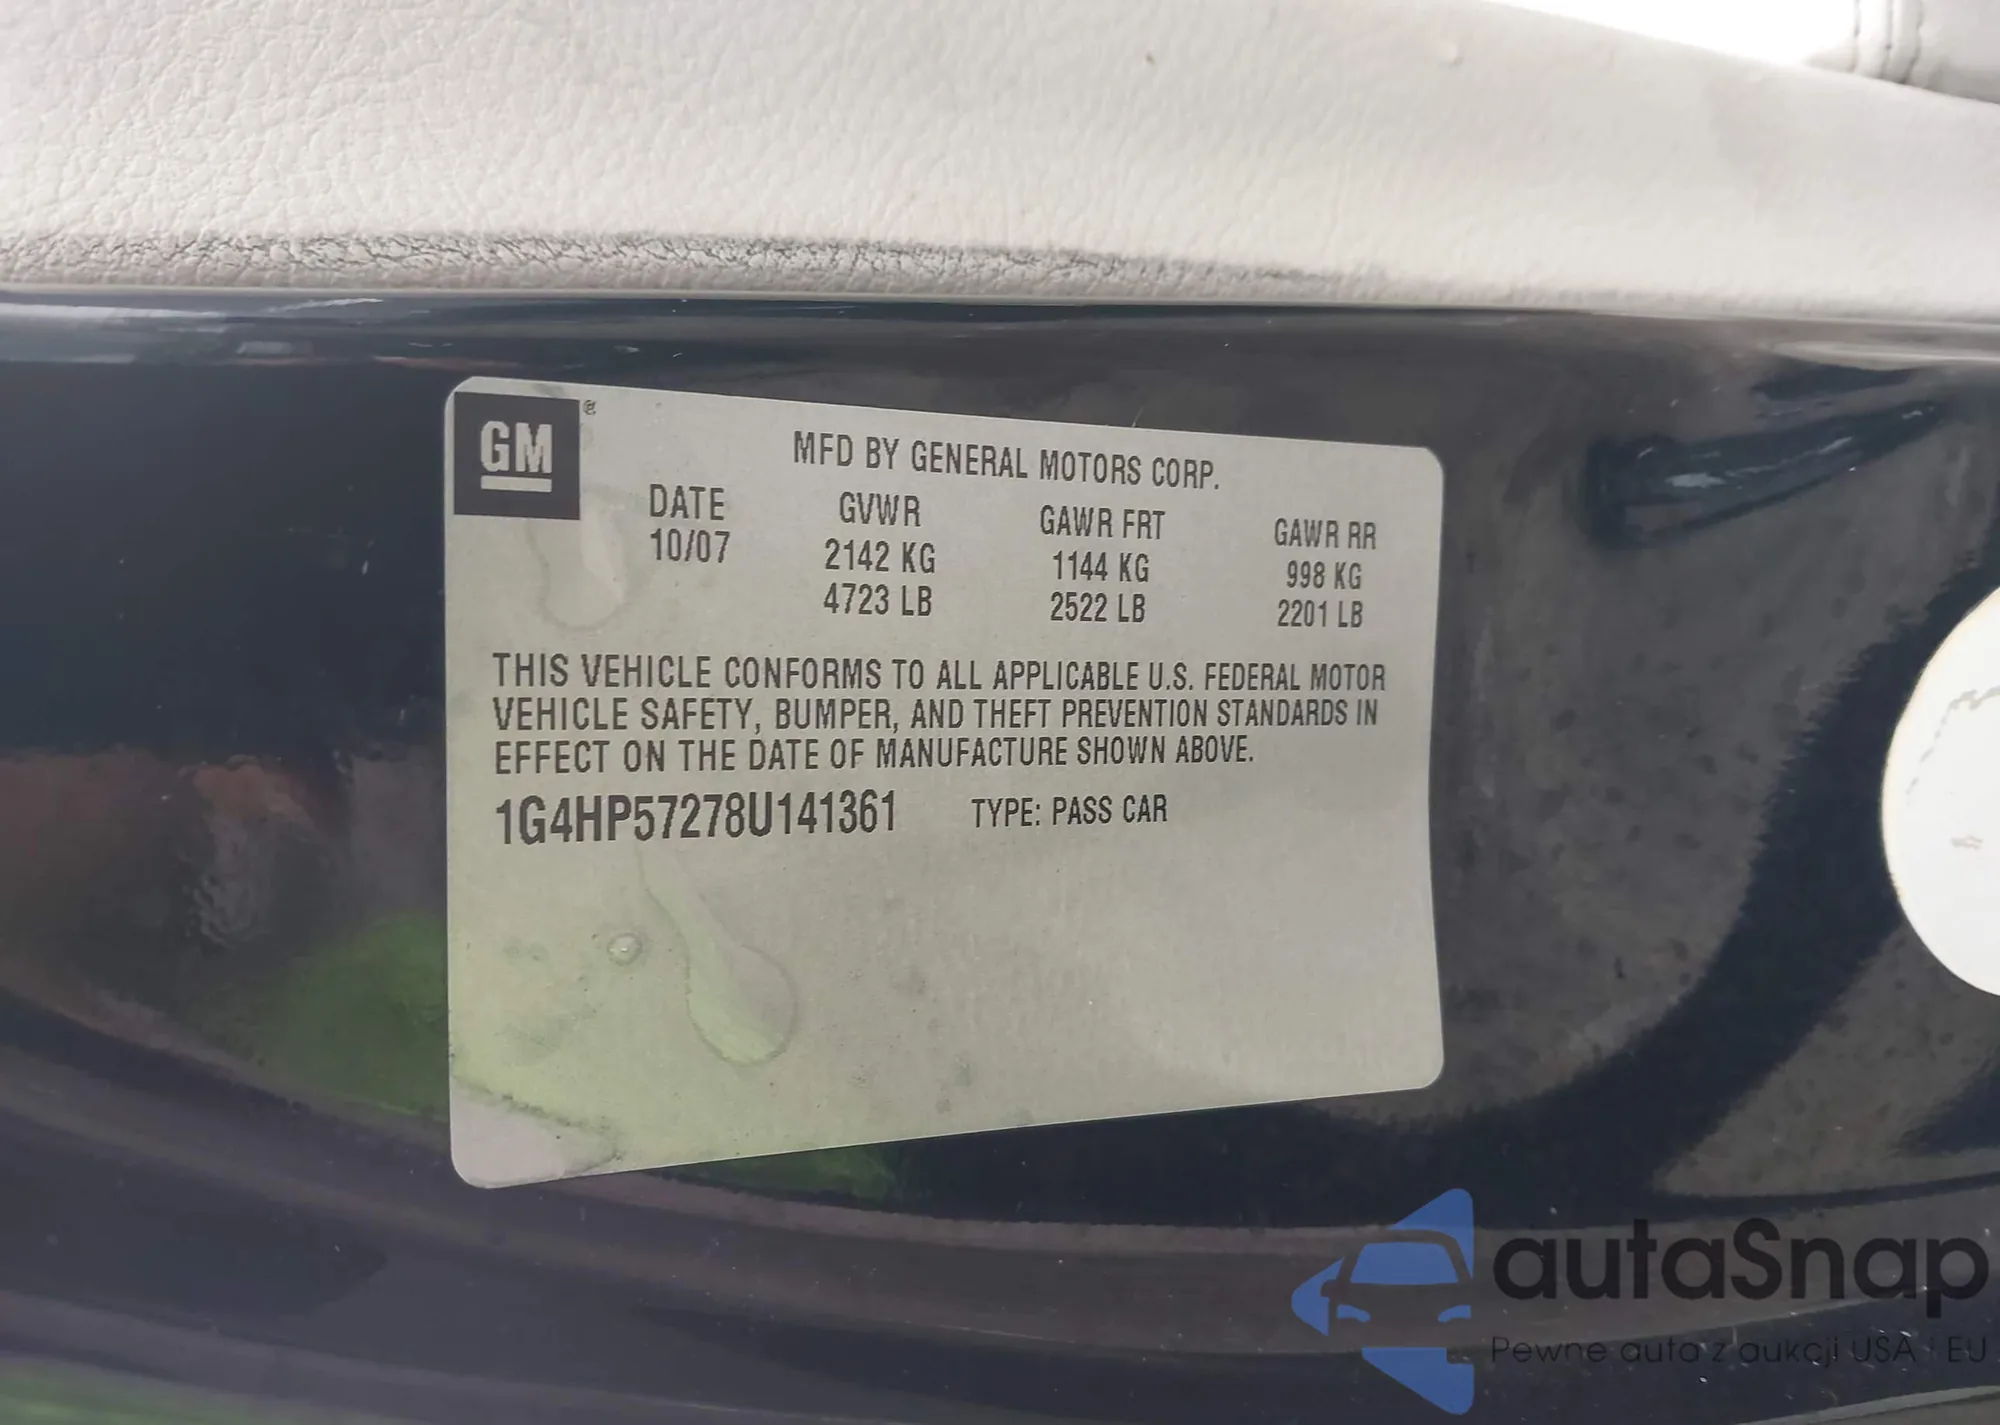 GM®
MFD BY GENERAL MOTORS CORP.
DATE GVWR GAWR FRT GAWR RR
10/07 2142 KG 1144 KG 998 KG
4723 LB 2522 LB 2201 LB
THIS VEHICLE CONFORMS TO ALL APPLICABLE U.S. FEDERAL MOTOR
VEHICLE SAFETY, BUMPER, AND THEFT PREVENTION STANDARDS IN
EFFECT ON THE DATE OF MANUFACTURE SHOWN ABOVE.
1G4HP57278U141361 TYPE: PASS CAR
autaSnap
Pewne auta z aukcji USA i EU